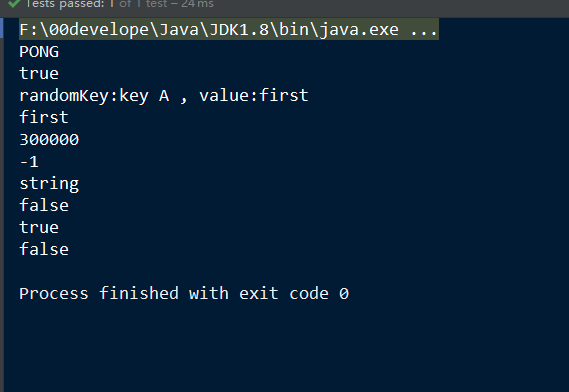 Tests passed: 1 of 1 test – 24 ms
F:\00develope\Java\JDK1.8\bin\java.exe ...
PONG
true
randomKey:key A , value:first
first
300000
-1
string
false
true
false
Process finished with exit code 0